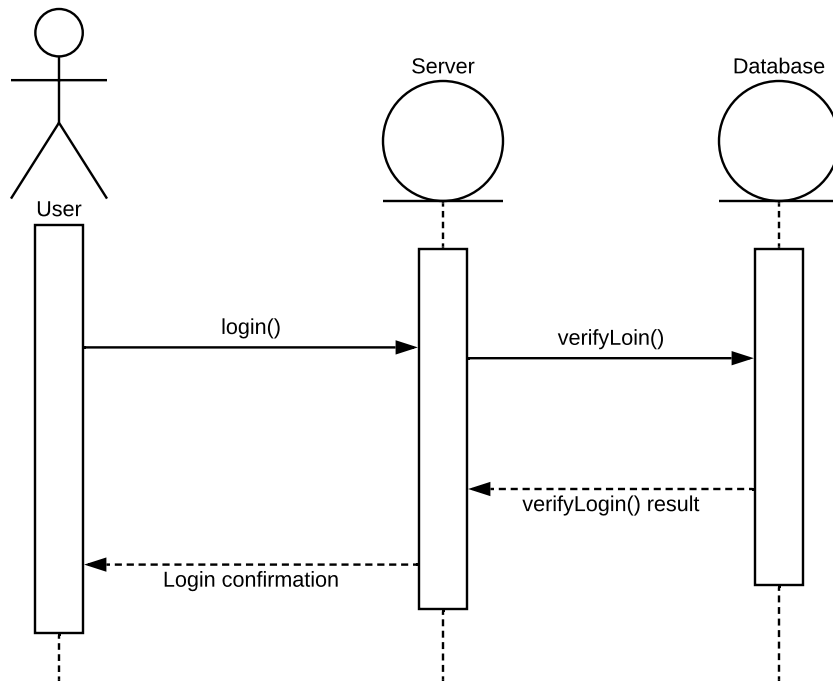 Server
Database
User
login()
verifyLoin()
verifyLogin() result
Login confirmation